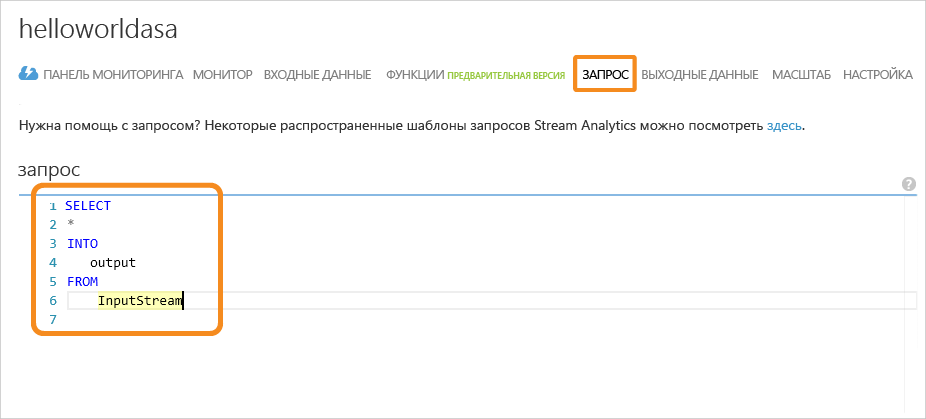 helloworldasa
ПАНЕЛЬ МОНИТОРИНГА МОНИТОР ВХОДНЫЕ ДАННЫЕ ФУНКЦИИ ПРЕДВАРИТЕЛЬНАЯ ВЕРСИЯ ЗАПРОС ВЫХОДНЫЕ ДАННЫЕ МАСШТАБ НАСТРОЙКА
Нужна помощь с запросом? Некоторые распространенные шаблоны запросов Stream Analytics можно посмотреть здесь.
запрос
?
1 SELECT
2 *
3 INTO
4 output
5 FROM
6 InputStream
7